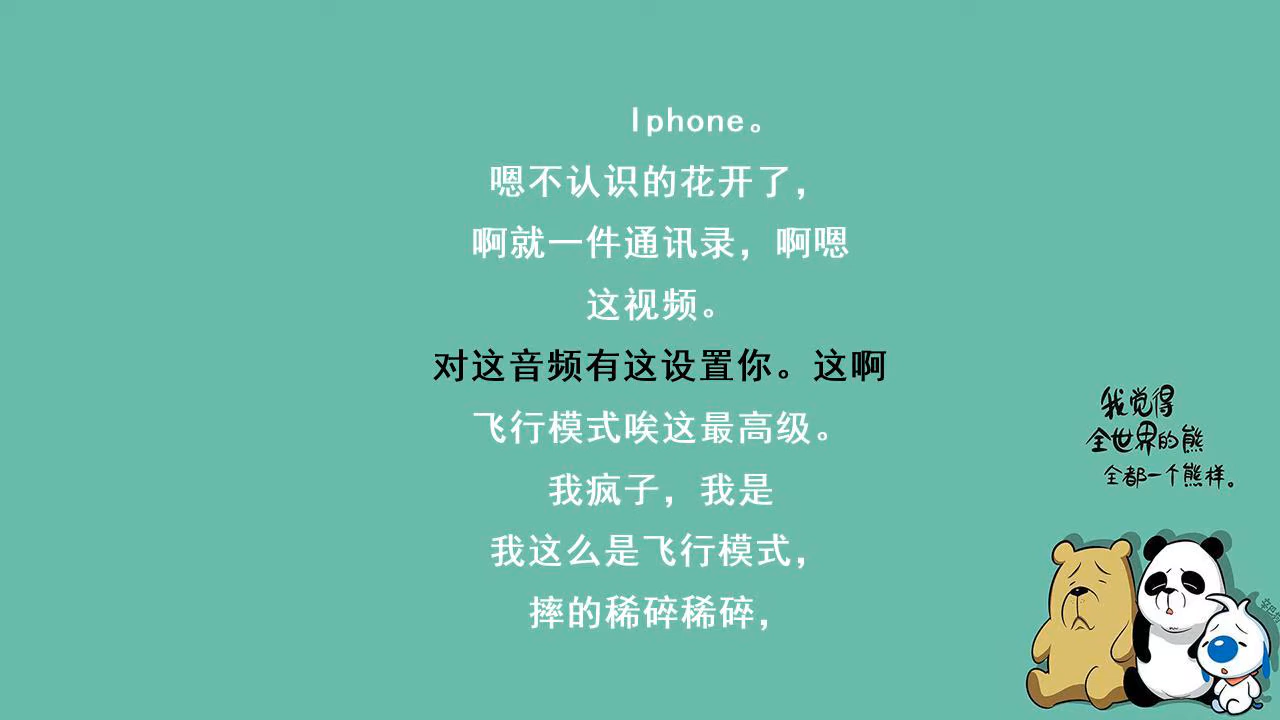 Iphone。
嗯不认识的花开了，
啊就一件通讯录，啊嗯
这视频。
对这音频有这设置你。这啊
飞行模式唉这最高级。
我疯子，我是
我这么是飞行模式，
摔的稀碎稀碎，
我觉得
全世界的熊
全都一个熊样。